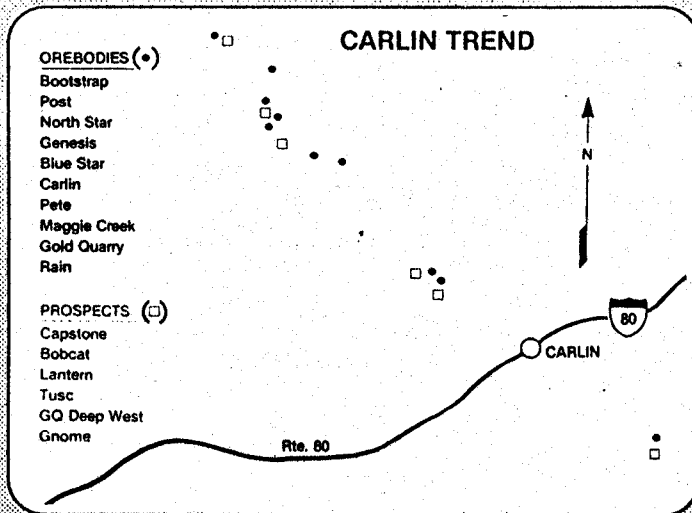 CARLIN TREND
OREBODIES (•)
Bootstrap
Post
North Star
Genesis
Blue Star
Carlin
Pete
Maggie Creek
Gold Quarry
Rain
PROSPECTS (□)
Capstone
Bobcat
Lantern
Tusc
GQ Deep West
Gnome
N
80
CARLIN
Rte. 80